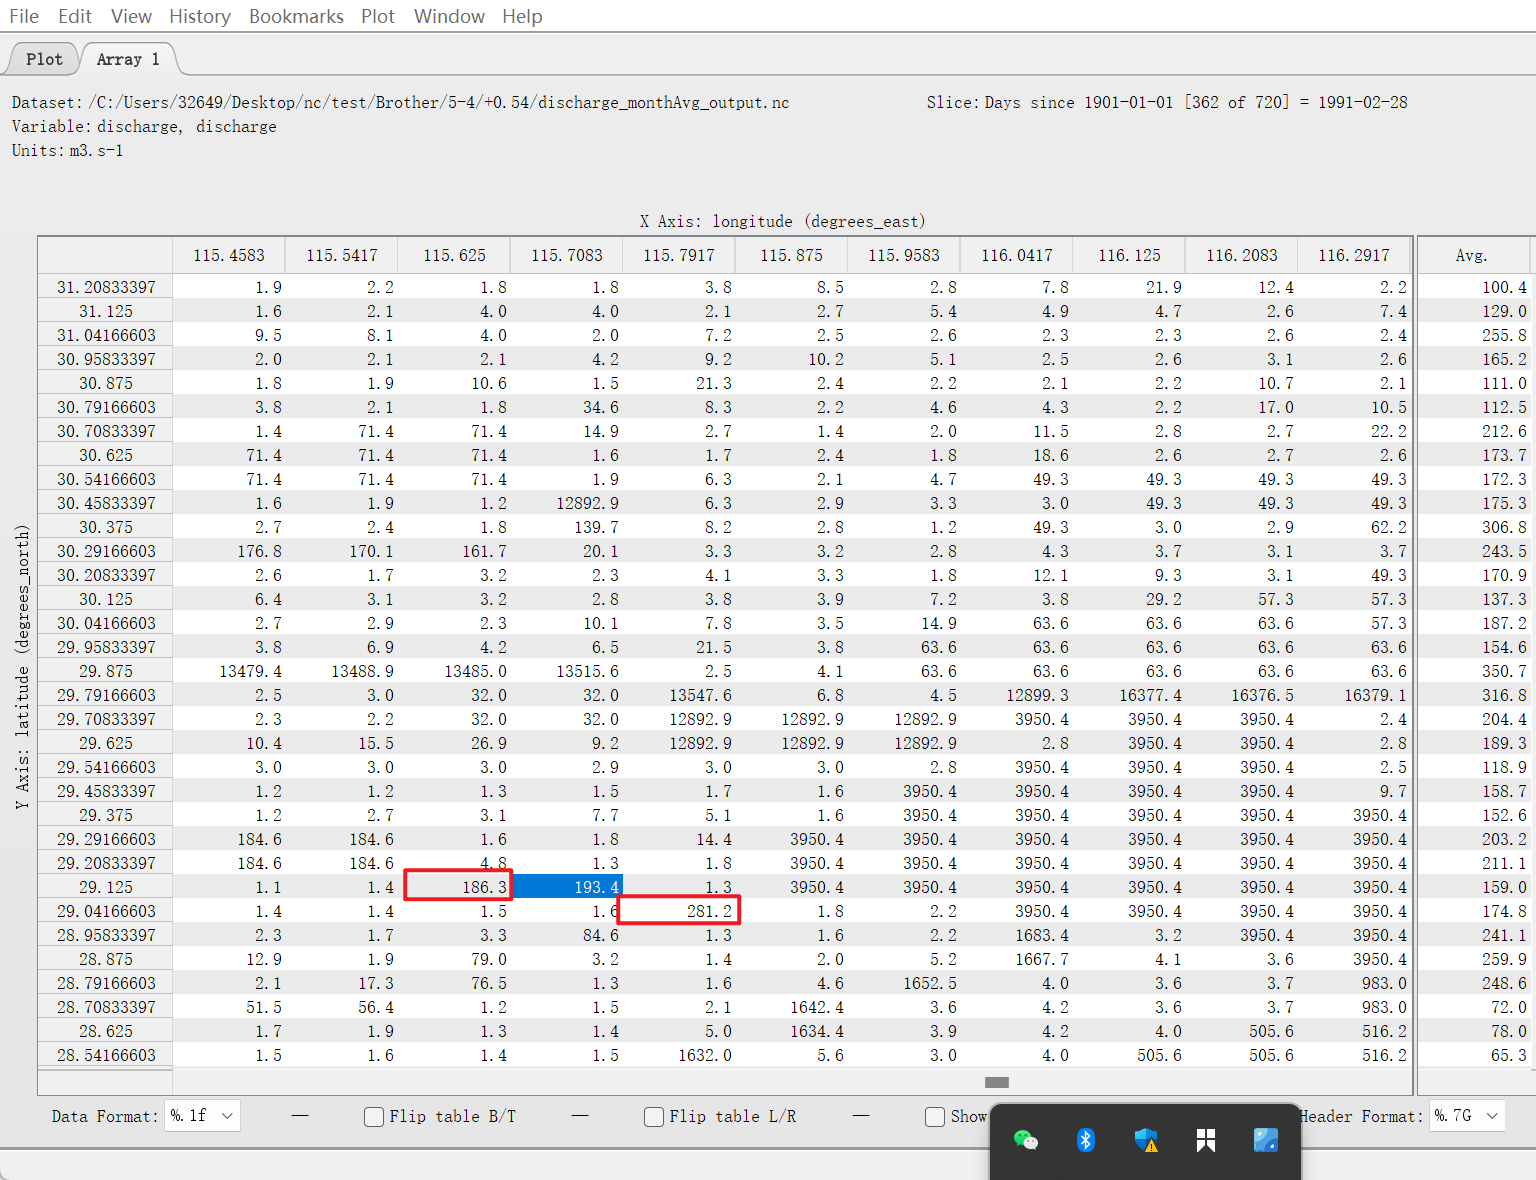 File Edit View History Bookmarks Plot Window Help
Plot Array 1
Dataset: /C:/Users/32649/Desktop/nc/test/Brother/5-4/+0.54/discharge_monthAvg_output.nc Slice: Days since 1901-01-01 [362 of 720] = 1991-02-28
Variable: discharge, discharge
Units: m3.s-1
X Axis: longitude (degrees_east)
115.4583 115.5417 115.625 115.7083 115.7917 115.875 115.9583 116.0417 116.125 116.2083 116.2917 Avg.
31.20833397 1.9 2.2 1.8 1.8 3.8 8.5 2.8 7.8 21.9 12.4 2.2 100.4
31.125 1.6 2.1 4.0 4.0 2.1 2.7 5.4 4.9 4.7 2.6 7.4 129.0
31.04166603 9.5 8.1 4.0 2.0 7.2 2.5 2.6 2.3 2.3 2.6 2.4 255.8
30.95833397 2.0 2.1 2.1 4.2 9.2 10.2 5.1 2.5 2.6 3.1 2.6 165.2
30.875 1.8 1.9 10.6 1.5 21.3 2.4 2.2 2.1 2.2 10.7 2.1 111.0
30.79166603 3.8 2.1 1.8 34.6 8.3 2.2 4.6 4.3 2.2 17.0 10.5 112.5
30.70833397 1.4 71.4 71.4 14.9 2.7 1.4 2.0 11.5 2.8 2.7 22.2 212.6
30.625 71.4 71.4 71.4 1.6 1.7 2.4 1.8 18.6 2.6 2.7 2.6 173.7
30.54166603 71.4 71.4 71.4 1.9 6.3 2.1 4.7 49.3 49.3 49.3 49.3 172.3
30.45833397 1.6 1.9 1.2 12892.9 6.3 2.9 3.3 3.0 49.3 49.3 49.3 175.3
30.375 2.7 2.4 1.8 139.7 8.2 2.8 1.2 49.3 3.0 2.9 62.2 306.8
30.29166603 176.8 170.1 161.7 20.1 3.3 3.2 2.8 4.3 3.7 3.1 3.7 243.5
30.20833397 2.6 1.7 3.2 2.3 4.1 3.3 1.8 12.1 9.3 3.1 49.3 170.9
30.125 6.4 3.1 3.2 2.8 3.8 3.9 7.2 3.8 29.2 57.3 57.3 137.3
30.04166603 2.7 2.9 2.3 10.1 7.8 3.5 14.9 63.6 63.6 63.6 57.3 187.2
29.95833397 3.8 6.9 4.2 6.5 21.5 3.8 63.6 63.6 63.6 63.6 63.6 154.6
29.875 13479.4 13488.9 13485.0 13515.6 2.5 4.1 63.6 63.6 63.6 63.6 63.6 350.7
29.79166603 2.5 3.0 32.0 32.0 13547.6 6.8 4.5 12899.3 16377.4 16376.5 16379.1 316.8
29.70833397 2.3 2.2 32.0 32.0 12892.9 12892.9 12892.9 3950.4 3950.4 3950.4 2.4 204.4
29.625 10.4 15.5 26.9 9.2 12892.9 12892.9 12892.9 2.8 3950.4 3950.4 2.8 189.3
29.54166603 3.0 3.0 3.0 2.9 3.0 3.0 2.8 3950.4 3950.4 3950.4 2.5 118.9
29.45833397 1.2 1.2 1.3 1.5 1.7 1.6 3950.4 3950.4 3950.4 3950.4 9.7 158.7
29.375 1.2 2.7 3.1 7.7 5.1 1.6 3950.4 3950.4 3950.4 3950.4 3950.4 152.6
29.29166603 184.6 184.6 1.6 1.8 14.4 3950.4 3950.4 3950.4 3950.4 3950.4 3950.4 203.2
29.20833397 184.6 184.6 4.8 1.3 1.8 3950.4 3950.4 3950.4 3950.4 3950.4 3950.4 211.1
29.125 1.1 1.4 186.3 193.4 1.3 3950.4 3950.4 3950.4 3950.4 3950.4 3950.4 159.0
29.04166603 1.4 1.4 1.5 1.6 281.2 1.8 2.2 3950.4 3950.4 3950.4 3950.4 174.8
28.95833397 2.3 1.7 3.3 84.6 1.3 1.6 2.2 1683.4 3.2 3950.4 3950.4 241.1
28.875 12.9 1.9 79.0 3.2 1.4 2.0 5.2 1667.7 4.1 3.6 3950.4 259.9
28.79166603 2.1 17.3 76.5 1.3 1.6 4.6 1652.5 4.0 3.6 3.7 983.0 248.6
28.70833397 51.5 56.4 1.2 1.5 2.1 1642.4 3.6 4.2 3.6 3.7 983.0 72.0
28.625 1.7 1.9 1.3 1.4 5.0 1634.4 3.9 4.2 4.0 505.6 516.2 78.0
28.54166603 1.5 1.6 1.4 1.5 1632.0 5.6 3.0 4.0 505.6 505.6 516.2 65.3
Y Axis: latitude (degrees_north)
Data Format: %.1f — Flip table B/T — Flip table L/R — Show Header Format: %.7G